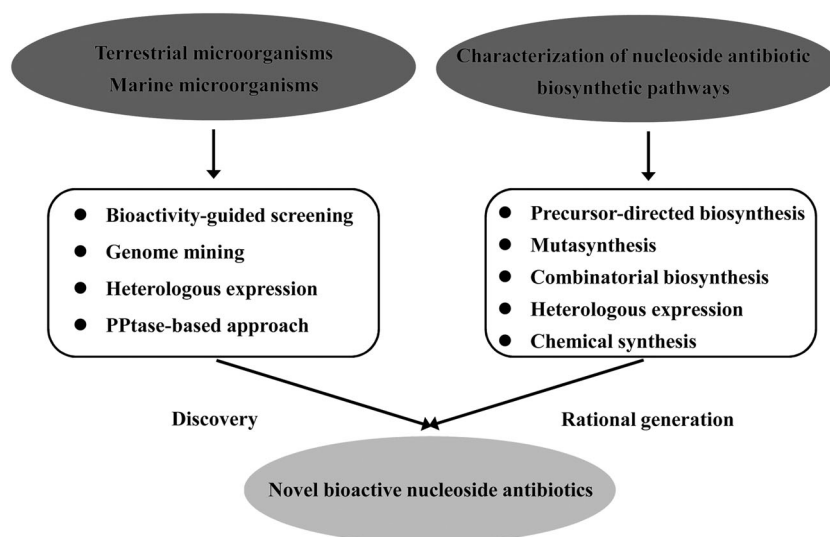 Terrestrial microorganisms
Marine microorganisms
Characterization of nucleoside antibiotic
biosynthetic pathways
● Bioactivity-guided screening
● Genome mining
● Heterologous expression
● PPtase-based approach
● Precursor-directed biosynthesis
● Mutasynthesis
● Combinatorial biosynthesis
● Heterologous expression
● Chemical synthesis
Discovery
Rational generation
Novel bioactive nucleoside antibiotics